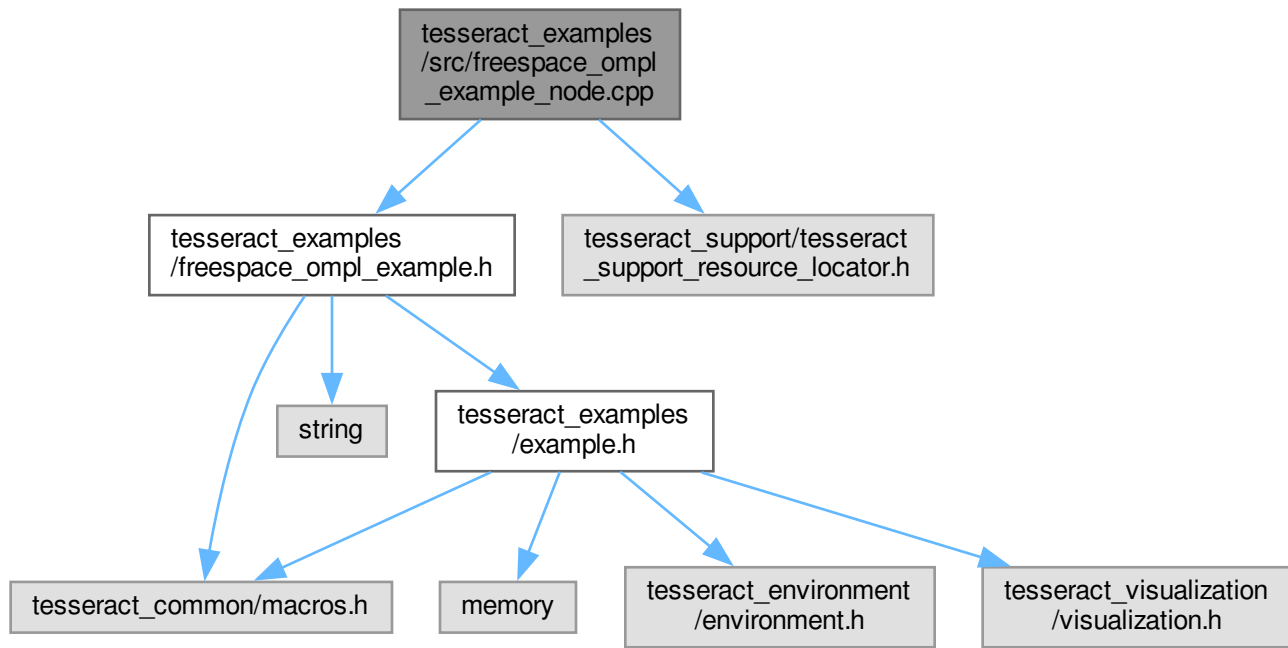 tesseract_examples
/src/freespace_ompl
_example_node.cpp
tesseract_examples
/freespace_ompl_example.h
tesseract_support/tesseract
_support_resource_locator.h
string
tesseract_examples
/example.h
tesseract_common/macros.h
memory
tesseract_environment
/environment.h
tesseract_visualization
/visualization.h